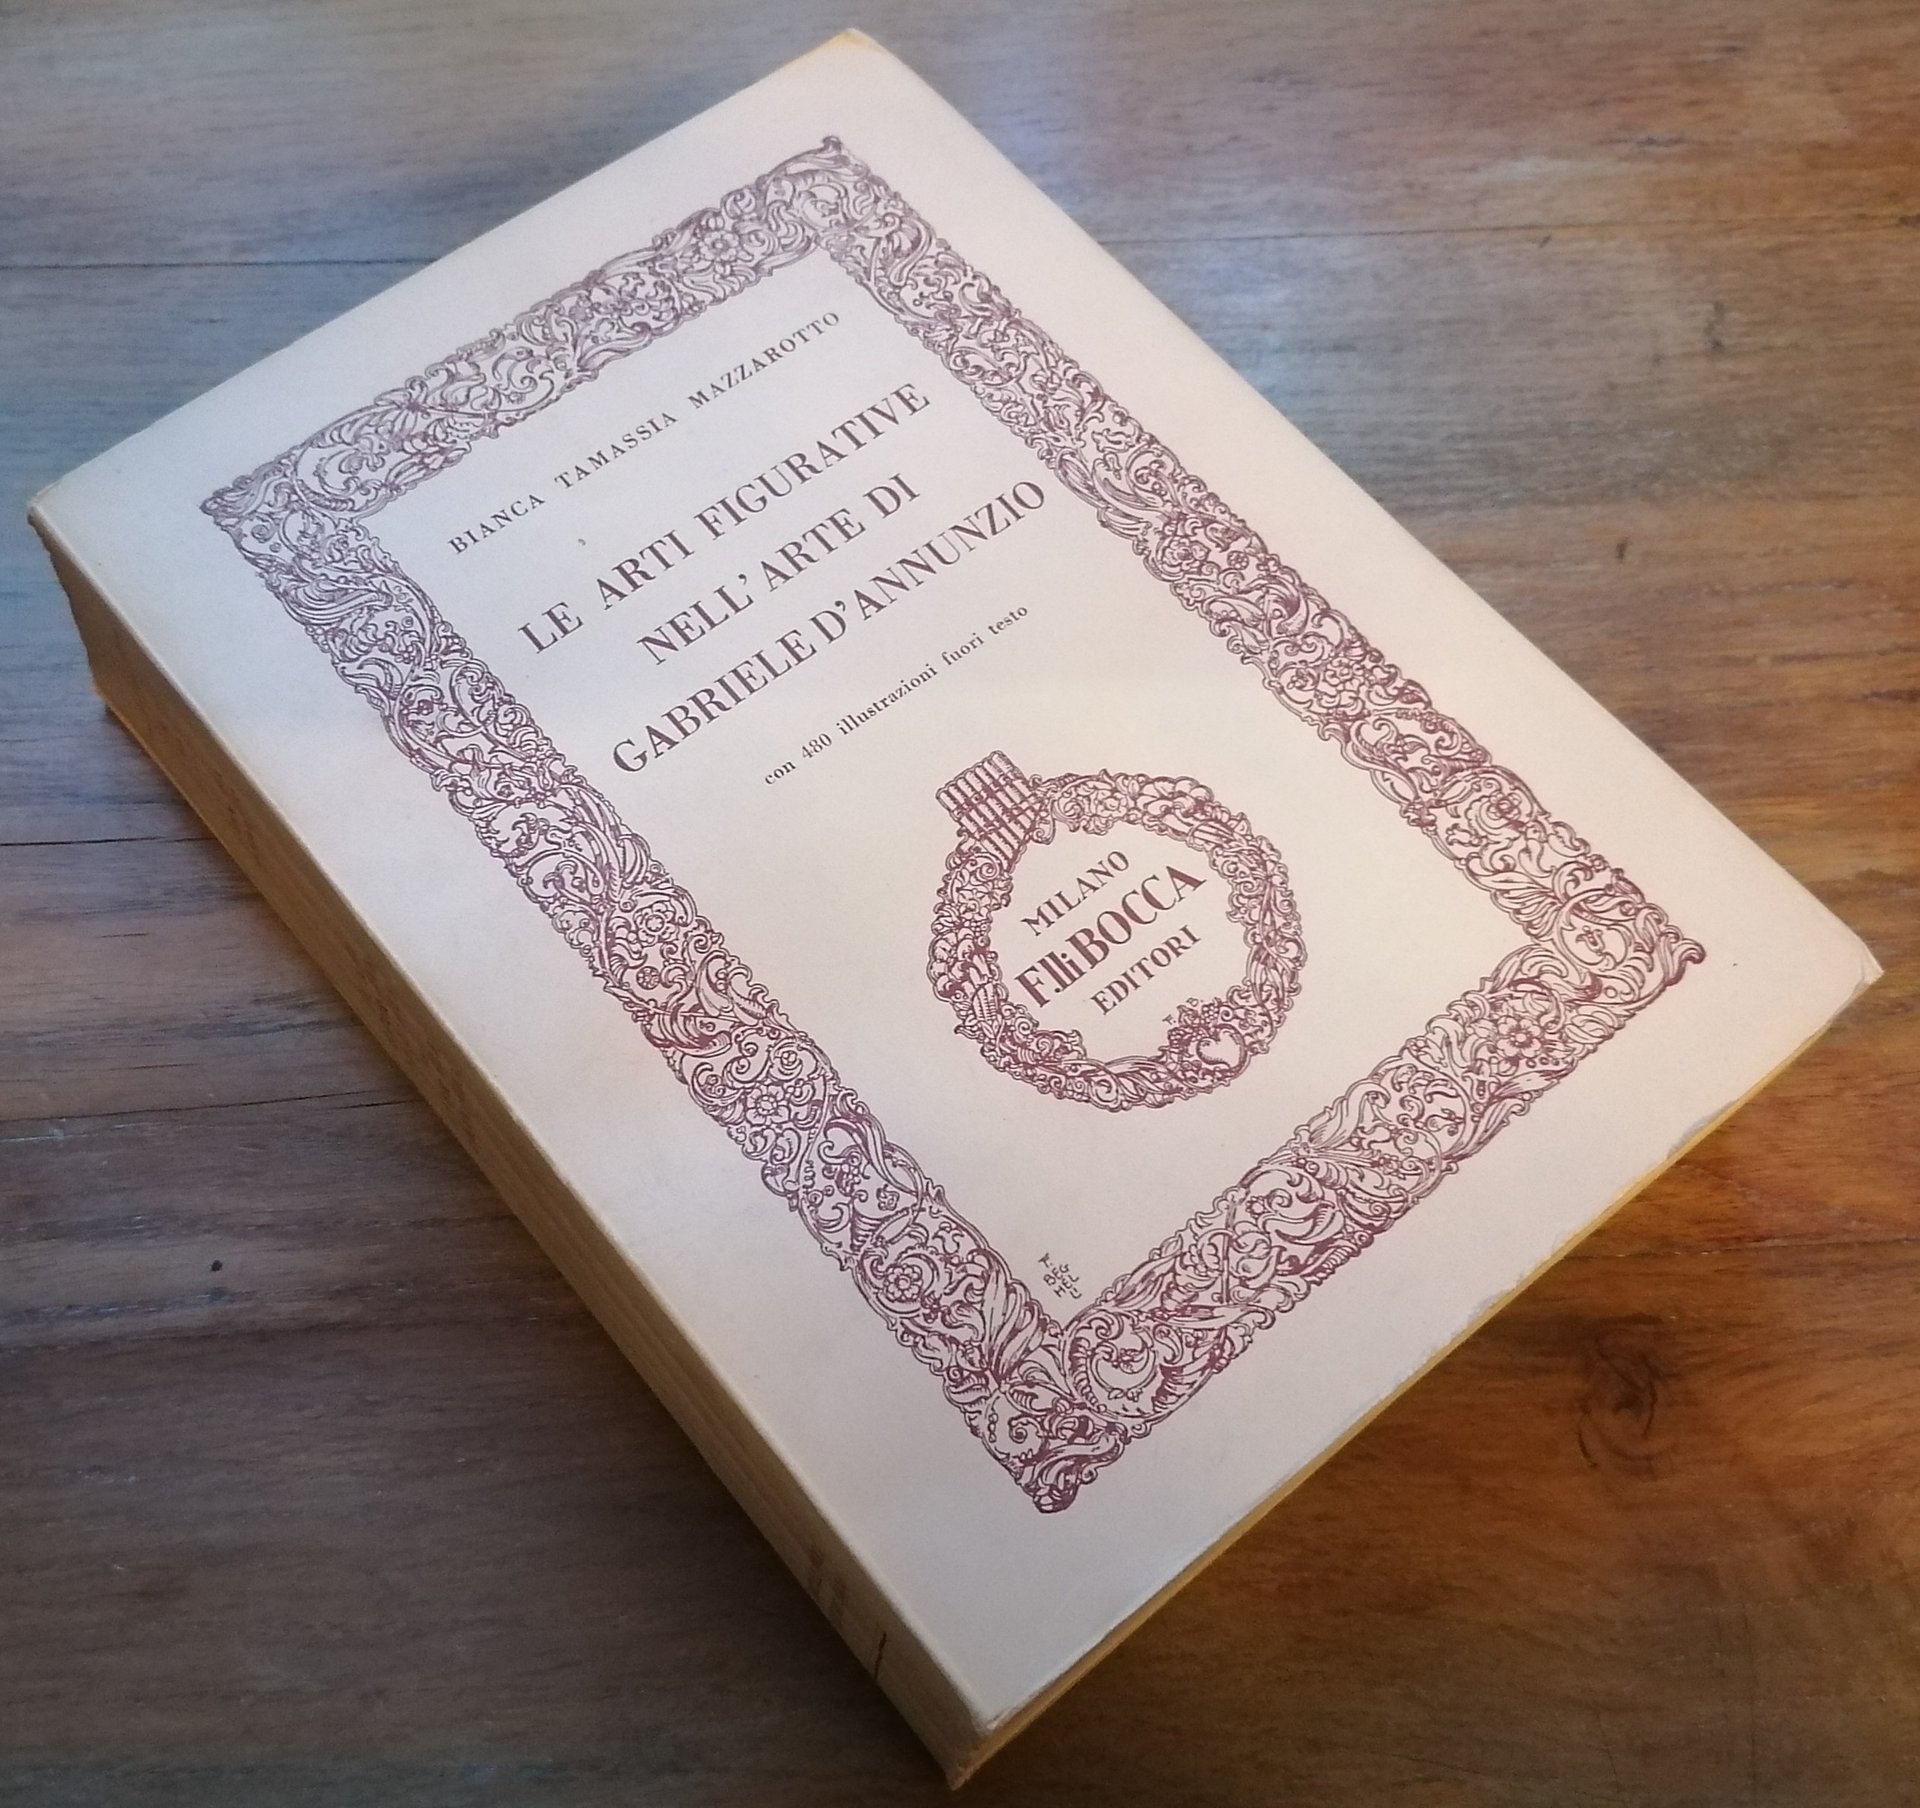 BIANCA TAMASSIA MAZZAROTTO
LE ARTI FIGURATIVE
NELL'ARTE DI
GABRIELE D'ANNUNZIO
con 480 illustrazioni fuori testo
MILANO
F.lli BOCCA
EDITORI